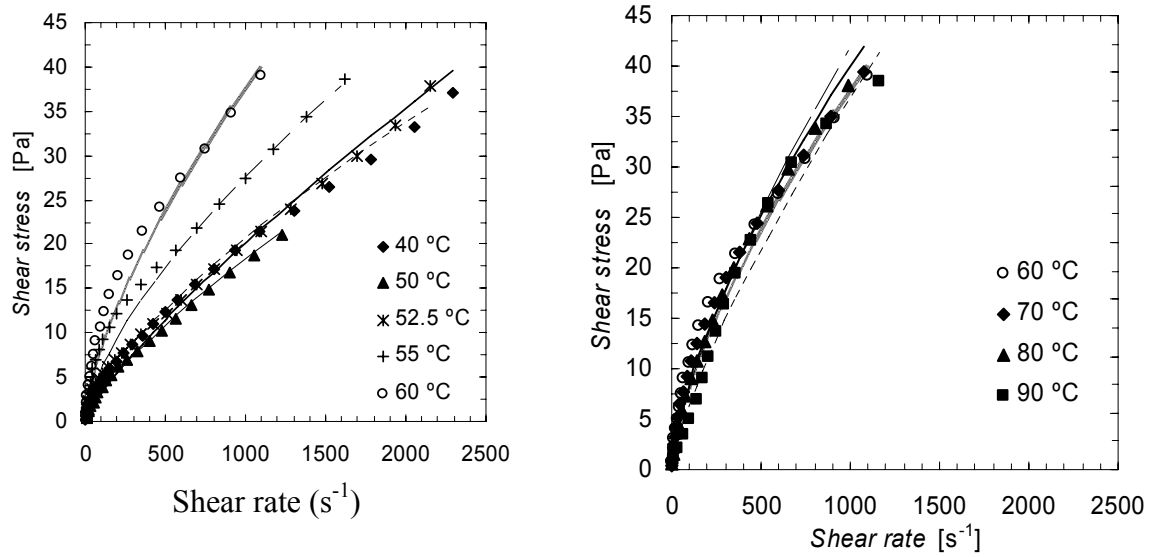 45
40
35
30
25
20
15
10
5
0
Shear stress [Pa]
0 500 1000 1500 2000 2500
Shear rate (s-1)
40 ºC
50 ºC
52.5 ºC
55 ºC
60 ºC
45
40
35
30
25
20
15
10
5
0
Shear stress [Pa]
0 500 1000 1500 2000 2500
Shear rate [s-1]
60 ºC
70 ºC
80 ºC
90 ºC